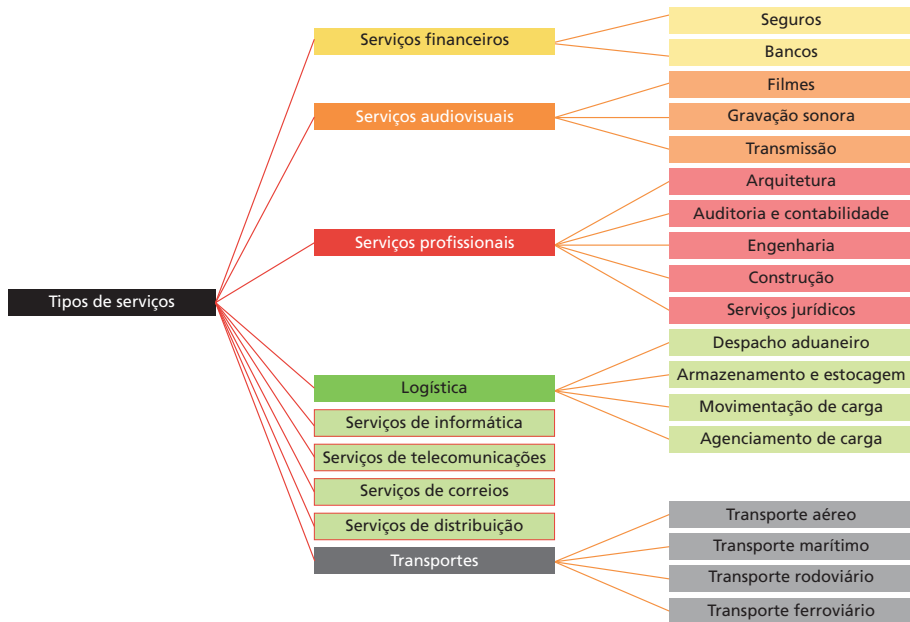 Tipos de serviços
Serviços financeiros
Seguros
Bancos
Serviços audiovisuais
Filmes
Gravação sonora
Transmissão
Serviços profissionais
Arquitetura
Auditoria e contabilidade
Engenharia
Construção
Serviços jurídicos
Logística
Despacho aduaneiro
Armazenamento e estocagem
Movimentação de carga
Agenciamento de carga
Serviços de informática
Serviços de telecomunicações
Serviços de correios
Serviços de distribuição
Transportes
Transporte aéreo
Transporte marítimo
Transporte rodoviário
Transporte ferroviário